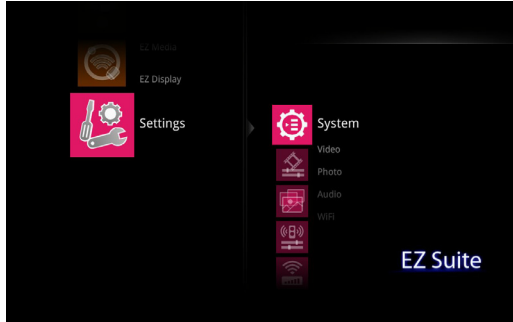 EZ Media
EZ Display
Settings
System
Video
Photo
Audio
WiFi
EZ Suite